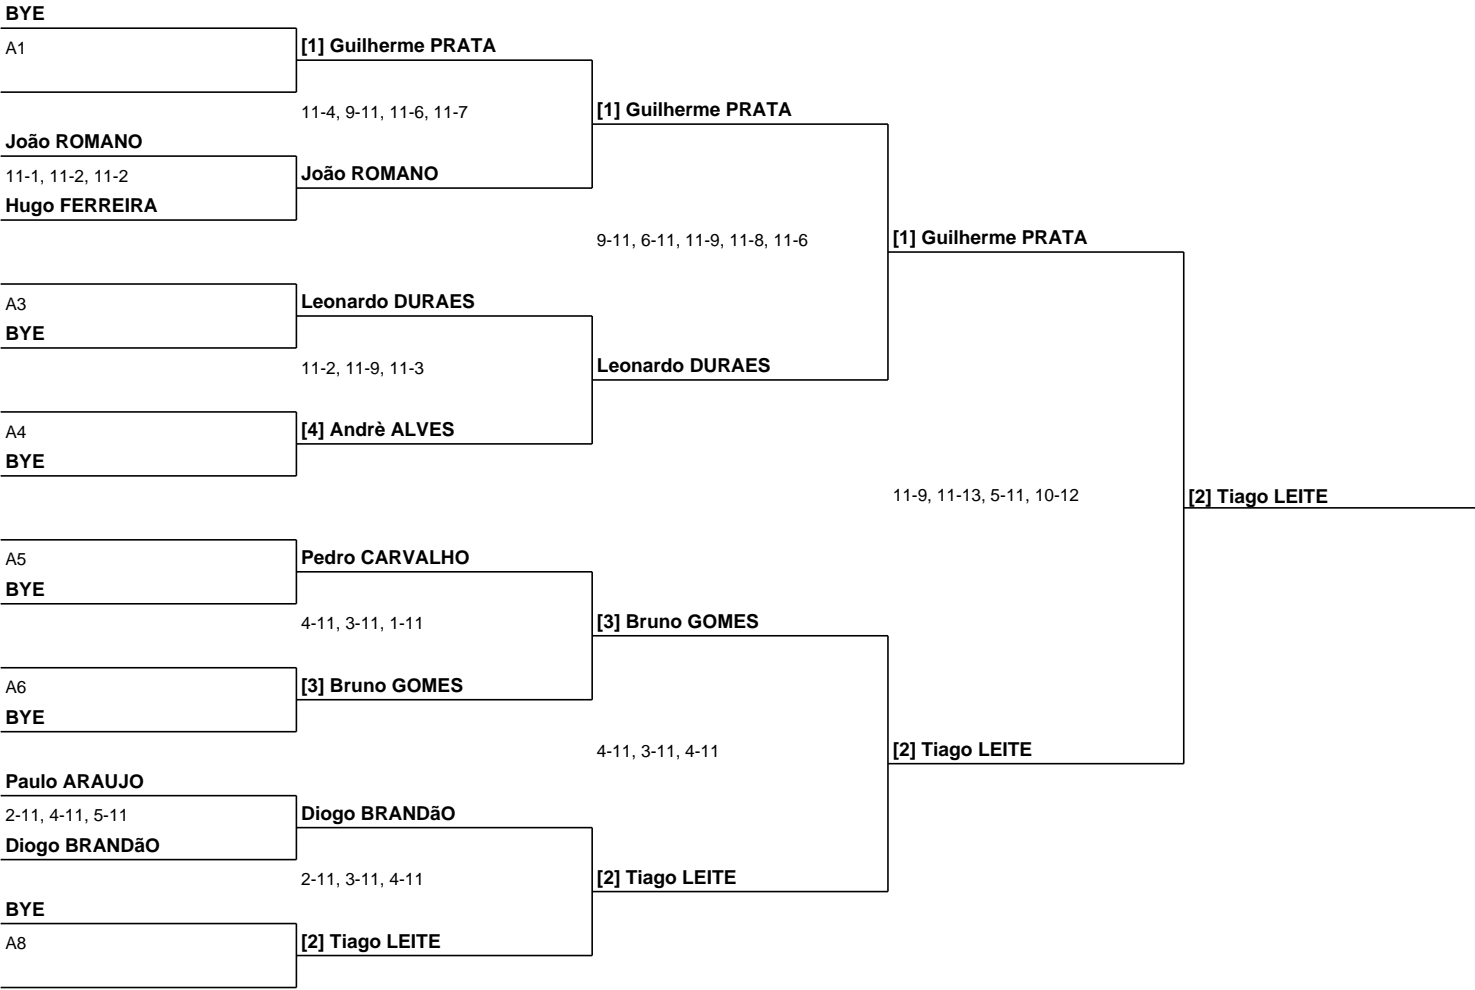 BYE
A1
[1] Guilherme PRATA
11-4, 9-11, 11-6, 11-7
[1] Guilherme PRATA
João ROMANO
11-1, 11-2, 11-2
João ROMANO
Hugo FERREIRA
9-11, 6-11, 11-9, 11-8, 11-6
[1] Guilherme PRATA
A3
Leonardo DURAES
BYE
11-2, 11-9, 11-3
Leonardo DURAES
A4
[4] Andrè ALVES
BYE
11-9, 11-13, 5-11, 10-12
[2] Tiago LEITE
A5
Pedro CARVALHO
BYE
4-11, 3-11, 1-11
[3] Bruno GOMES
A6
[3] Bruno GOMES
BYE
4-11, 3-11, 4-11
[2] Tiago LEITE
Paulo ARAUJO
2-11, 4-11, 5-11
Diogo BRANDãO
Diogo BRANDãO
2-11, 3-11, 4-11
[2] Tiago LEITE
BYE
A8
[2] Tiago LEITE